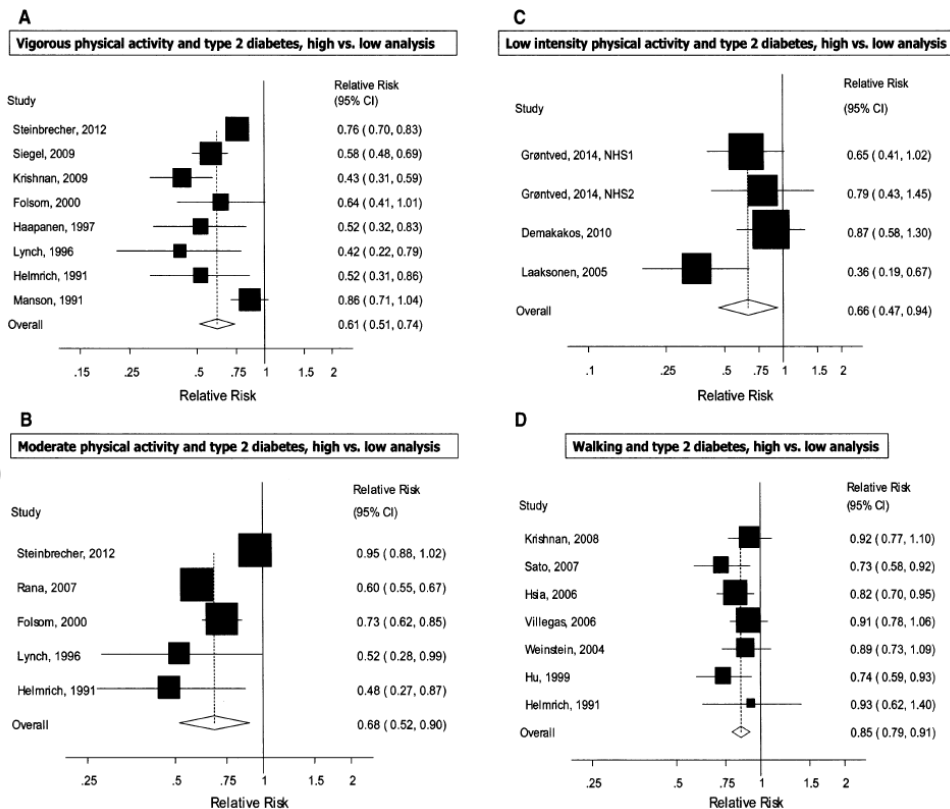 A
Vigorous physical activity and type 2 diabetes, high vs. low analysis
Relative Risk
Study (95% CI)
Steinbrecher, 2012 0.76 ( 0.70, 0.83)
Siegel, 2009 0.58 ( 0.48, 0.69)
Krishnan, 2009 0.43 ( 0.31, 0.59)
Folsom, 2000 0.64 ( 0.41, 1.01)
Haapanen, 1997 0.52 ( 0.32, 0.83)
Lynch, 1996 0.42 ( 0.22, 0.79)
Helmrich, 1991 0.52 ( 0.31, 0.86)
Manson, 1991 0.86 ( 0.71, 1.04)
Overall 0.61 ( 0.51, 0.74)
.15 .25 .5 .75 1 1.5 2
Relative Risk
B
Moderate physical activity and type 2 diabetes, high vs. low analysis
Relative Risk
Study (95% CI)
Steinbrecher, 2012 0.95 ( 0.88, 1.02)
Rana, 2007 0.60 ( 0.55, 0.67)
Folsom, 2000 0.73 ( 0.62, 0.85)
Lynch, 1996 0.52 ( 0.28, 0.99)
Helmrich, 1991 0.48 ( 0.27, 0.87)
Overall 0.68 ( 0.52, 0.90)
.25 .5 .75 1 1.5 2
Relative Risk
C
Low intensity physical activity and type 2 diabetes, high vs. low analysis
Relative Risk
Study (95% CI)
Grøntved, 2014, NHS1 0.65 ( 0.41, 1.02)
Grøntved, 2014, NHS2 0.79 ( 0.43, 1.45)
Demakakos, 2010 0.87 ( 0.58, 1.30)
Laaksonen, 2005 0.36 ( 0.19, 0.67)
Overall 0.66 ( 0.47, 0.94)
.1 .25 .5 .75 1 1.5 2
Relative Risk
D
Walking and type 2 diabetes, high vs. low analysis
Relative Risk
Study (95% CI)
Krishnan, 2008 0.92 ( 0.77, 1.10)
Sato, 2007 0.73 ( 0.58, 0.92)
Hsia, 2006 0.82 ( 0.70, 0.95)
Villegas, 2006 0.91 ( 0.78, 1.06)
Weinstein, 2004 0.89 ( 0.73, 1.09)
Hu, 1999 0.74 ( 0.59, 0.93)
Helmrich, 1991 0.93 ( 0.62, 1.40)
Overall 0.85 ( 0.79, 0.91)
.25 .5 .75 1 1.5 2
Relative Risk